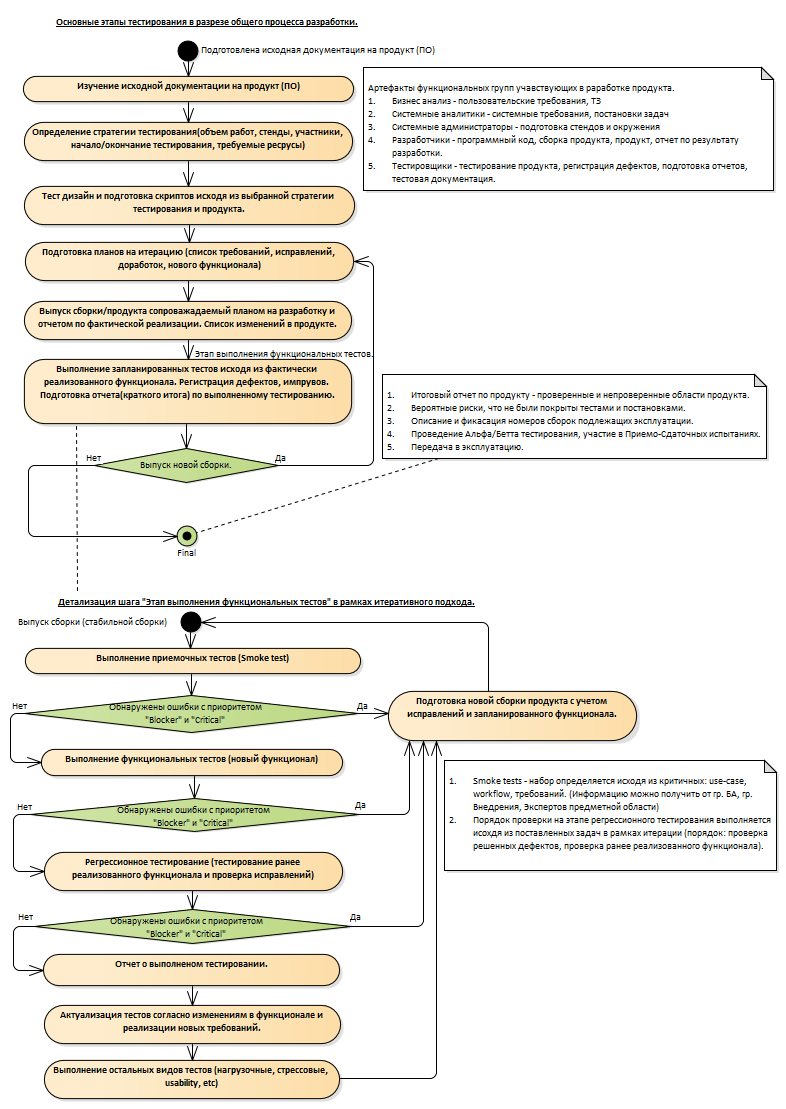 Основные этапы тестирования в разрезе общего процесса разработки.
Подготовлена исходная документация на продукт (ПО)
Изучение исходной документации на продукт (ПО)
Артефакты функциональных групп учавствующих в раработке продукта.
1. Бизнес анализ - пользовательские требования, ТЗ
2. Системные аналитики - системные требования, постановки задач
3. Системные администраторы - подготовка стендов и окружения
4. Разработчики - программный код, сборка продукта, продукт, отчет по результату
разработки.
5. Тестировщики - тестирование продукта, регистрация дефектов, подготовка отчетов,
тестовая документация.
Определение стратегии тестирования(объем работ, стенды, участники,
начало/окончание тестирования, требуемые ресрусы)
Тест дизайн и подготовка скриптов исходя из выбранной стратегии
тестирования и продукта.
Подготовка планов на итерацию (список требований, исправлений,
доработок, нового функционала)
Выпуск сборки/продукта сопроважадаемый планом на разработку и
отчетом по фактической реализации. Список изменений в продукте.
Этап выполнения функциональных тестов.
Выполнение запланированных тестов исходя из фактически
реализованного функционала. Регистрация дефектов, импрувов.
Подготовка отчета(краткого итога) по выполненному тестированию.
1. Итоговый отчет по продукту - проверенные и непроверенные области продукта.
2. Вероятные риски, что не были покрыты тестами и постановками.
3. Описание и фикасация номеров сборок подлежащих эксплуатации.
4. Проведение Альфа/Бетта тестирования, участие в Приемо-Сдаточных испытаниях.
5. Передача в эксплуатацию.
Нет
Выпуск новой сборки.
Да
Final
Детализация шага "Этап выполнения функциональных тестов" в рамках итеративного подхода.
Выпуск сборки (стабильной сборки)
Выполнение приемочных тестов (Smoke test)
Нет
Обнаружены ошибки с приоритетом
"Blocker" и "Critical"
Да
Подготовка новой сборки продукта с учетом
исправлений и запланированного функционала.
Выполнение функциональных тестов (новый функционал)
Нет
Обнаружены ошибки с приоритетом
"Blocker" и "Critical"
Да
1. Smoke tests - набор определяется исходя из критичных: use-case,
workflow, требований. (Информацию можно получить от гр. БА, гр.
Внедрения, Экспертов предметной области)
2. Порядок проверки на этапе регрессионного тестирования выполняется
исходя из поставленных задач в рамках итерации (порядок: проверка
решенных дефектов, проверка ранее реализованного функционала).
Регрессионное тестирование (тестирование ранее
реализованного функционала и проверка исправлений)
Нет
Обнаружены ошибки с приоритетом
"Blocker" и "Critical"
Да
Отчет о выполненом тестировании.
Актуализация тестов согласно изменениям в функционале и
реализации новых требований.
Выполнение остальных видов тестов (нагрузочные, стрессовые,
usability, etc)